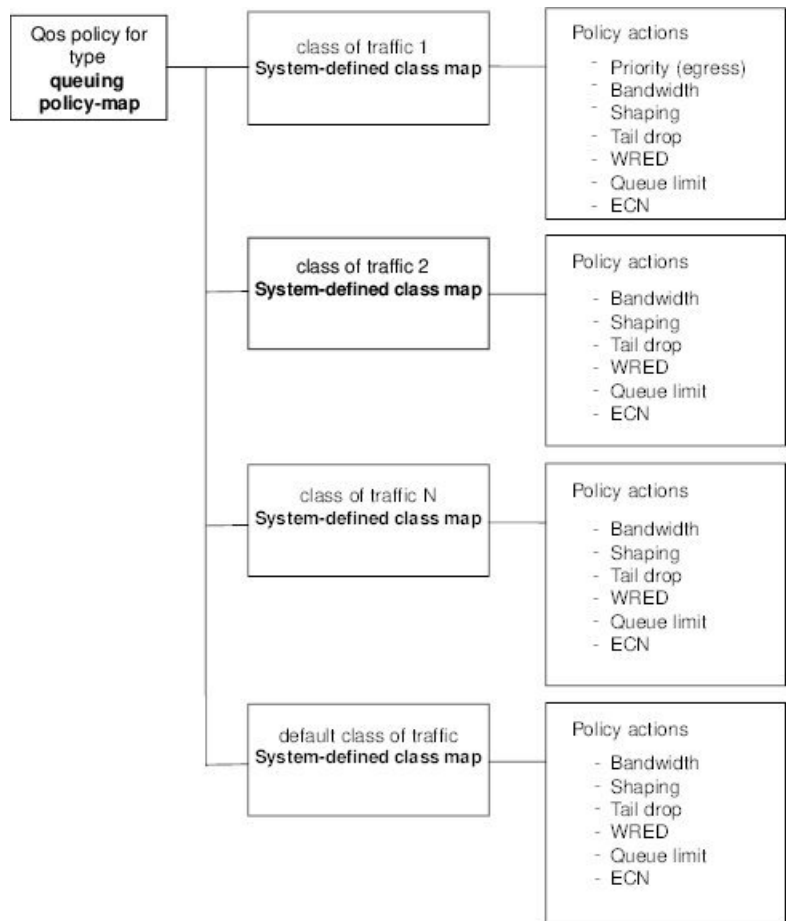 Qos policy for
type
queuing
policy-map
class of traffic 1
System-defined class map
Policy actions
- Priority (egress)
- Bandwidth
- Shaping
- Tail drop
- WRED
- Queue limit
- ECN
class of traffic 2
System-defined class map
Policy actions
- Bandwidth
- Shaping
- Tail drop
- WRED
- Queue limit
- ECN
class of traffic N
System-defined class map
Policy actions
- Bandwidth
- Shaping
- Tail drop
- WRED
- Queue limit
- ECN
default class of traffic
System-defined class map
Policy actions
- Bandwidth
- Shaping
- Tail drop
- WRED
- Queue limit
- ECN